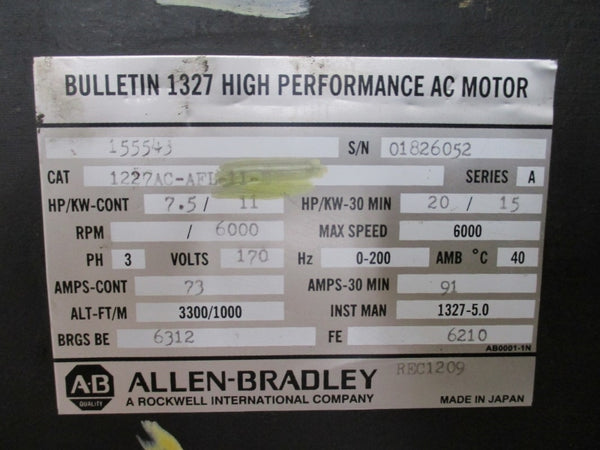 BULLETIN 1327 HIGH PERFORMANCE AC MOTOR
155543 S/N 01826052
CAT 1227AC-AFL-11- SERIES A
HP/KW-CONT 7.5/ 11 HP/KW-30 MIN 20 / 15
RPM / 6000 MAX SPEED 6000
PH 3 VOLTS 170 Hz 0-200 AMB °C 40
AMPS-CONT 73 AMPS-30 MIN 91
ALT-FT/M 3300/1000 INST MAN 1327-5.0
BRGS BE 6312 FE 6210
AB0001-1N
A-B QUALITY ALLEN-BRADLEY REC1209
A ROCKWELL INTERNATIONAL COMPANY MADE IN JAPAN